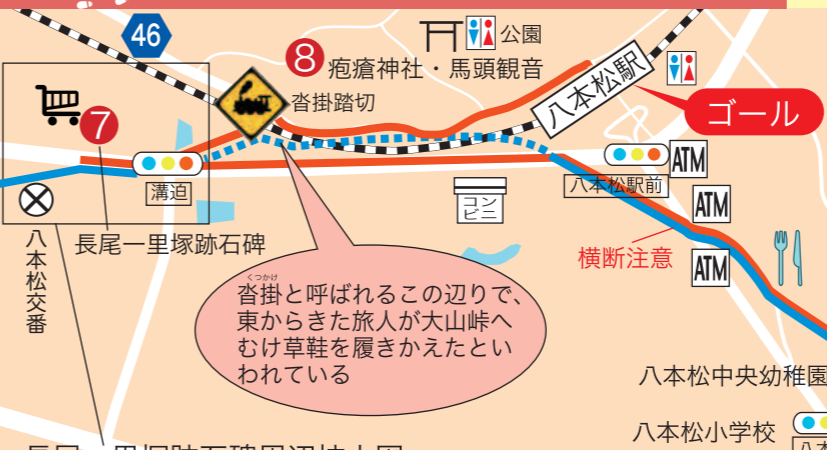 46
⑧
疱瘡神社・馬頭観音
公園
八本松駅
ゴール
沓掛踏切
⑦
溝迫
長尾一里塚跡石碑
八本松交番
コンビニ
八本松駅前
ATM
ATM
ATM
横断注意
くつかけ
沓掛と呼ばれるこの辺りで、
東からきた旅人が大山峠へ
むけ草鞋を履きかえたとい
われている
八本松中央幼稚園
八本松小学校